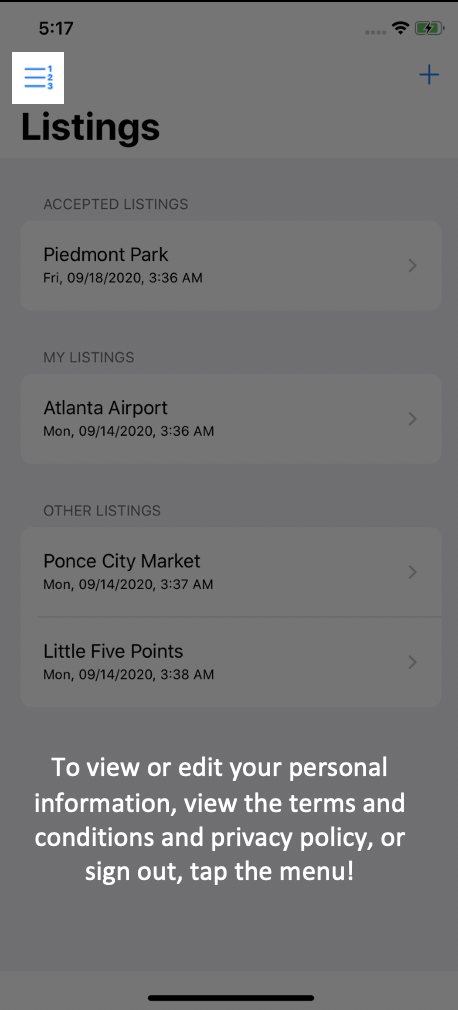 5:17
1
2
3
Listings
ACCEPTED LISTINGS
Piedmont Park
Fri, 09/18/2020, 3:36 AM
MY LISTINGS
Atlanta Airport
Mon, 09/14/2020, 3:36 AM
OTHER LISTINGS
Ponce City Market
Mon, 09/14/2020, 3:37 AM
Little Five Points
Mon, 09/14/2020, 3:38 AM
To view or edit your personal
information, view the terms and
conditions and privacy policy, or
sign out, tap the menu!